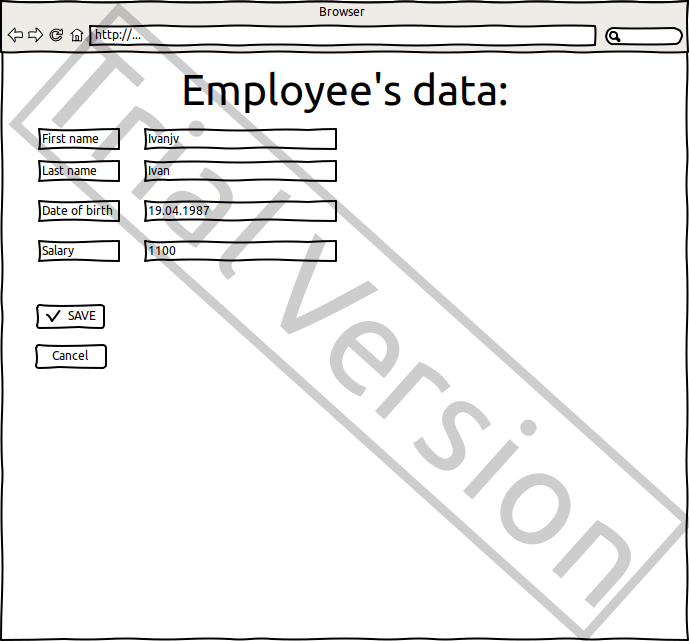 Browser
http://...
Employee's data:
First name Ivanjv
Last name Ivan
Date of birth 19.04.1987
Salary 1100
SAVE
Cancel
Trial Version